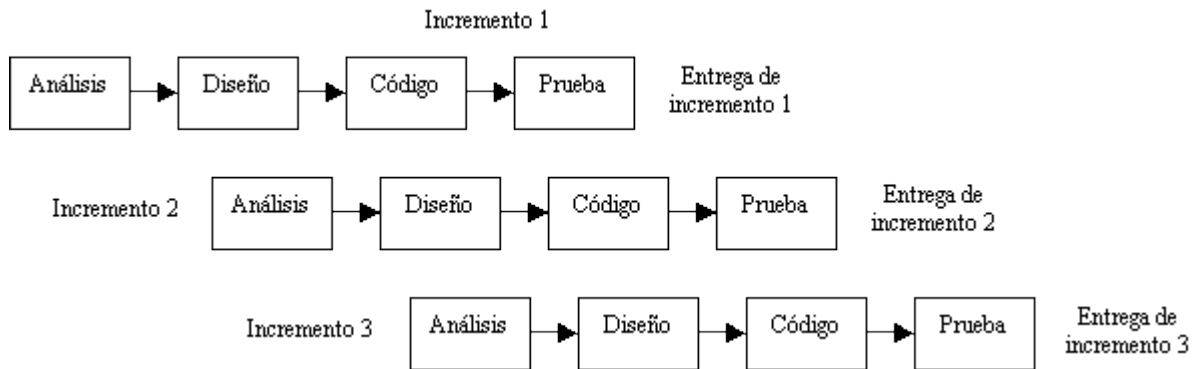 Incremento 1
Análisis
Diseño
Código
Prueba
Entrega de
incremento 1
Incremento 2
Análisis
Diseño
Código
Prueba
Entrega de
incremento 2
Incremento 3
Análisis
Diseño
Código
Prueba
Entrega de
incremento 3